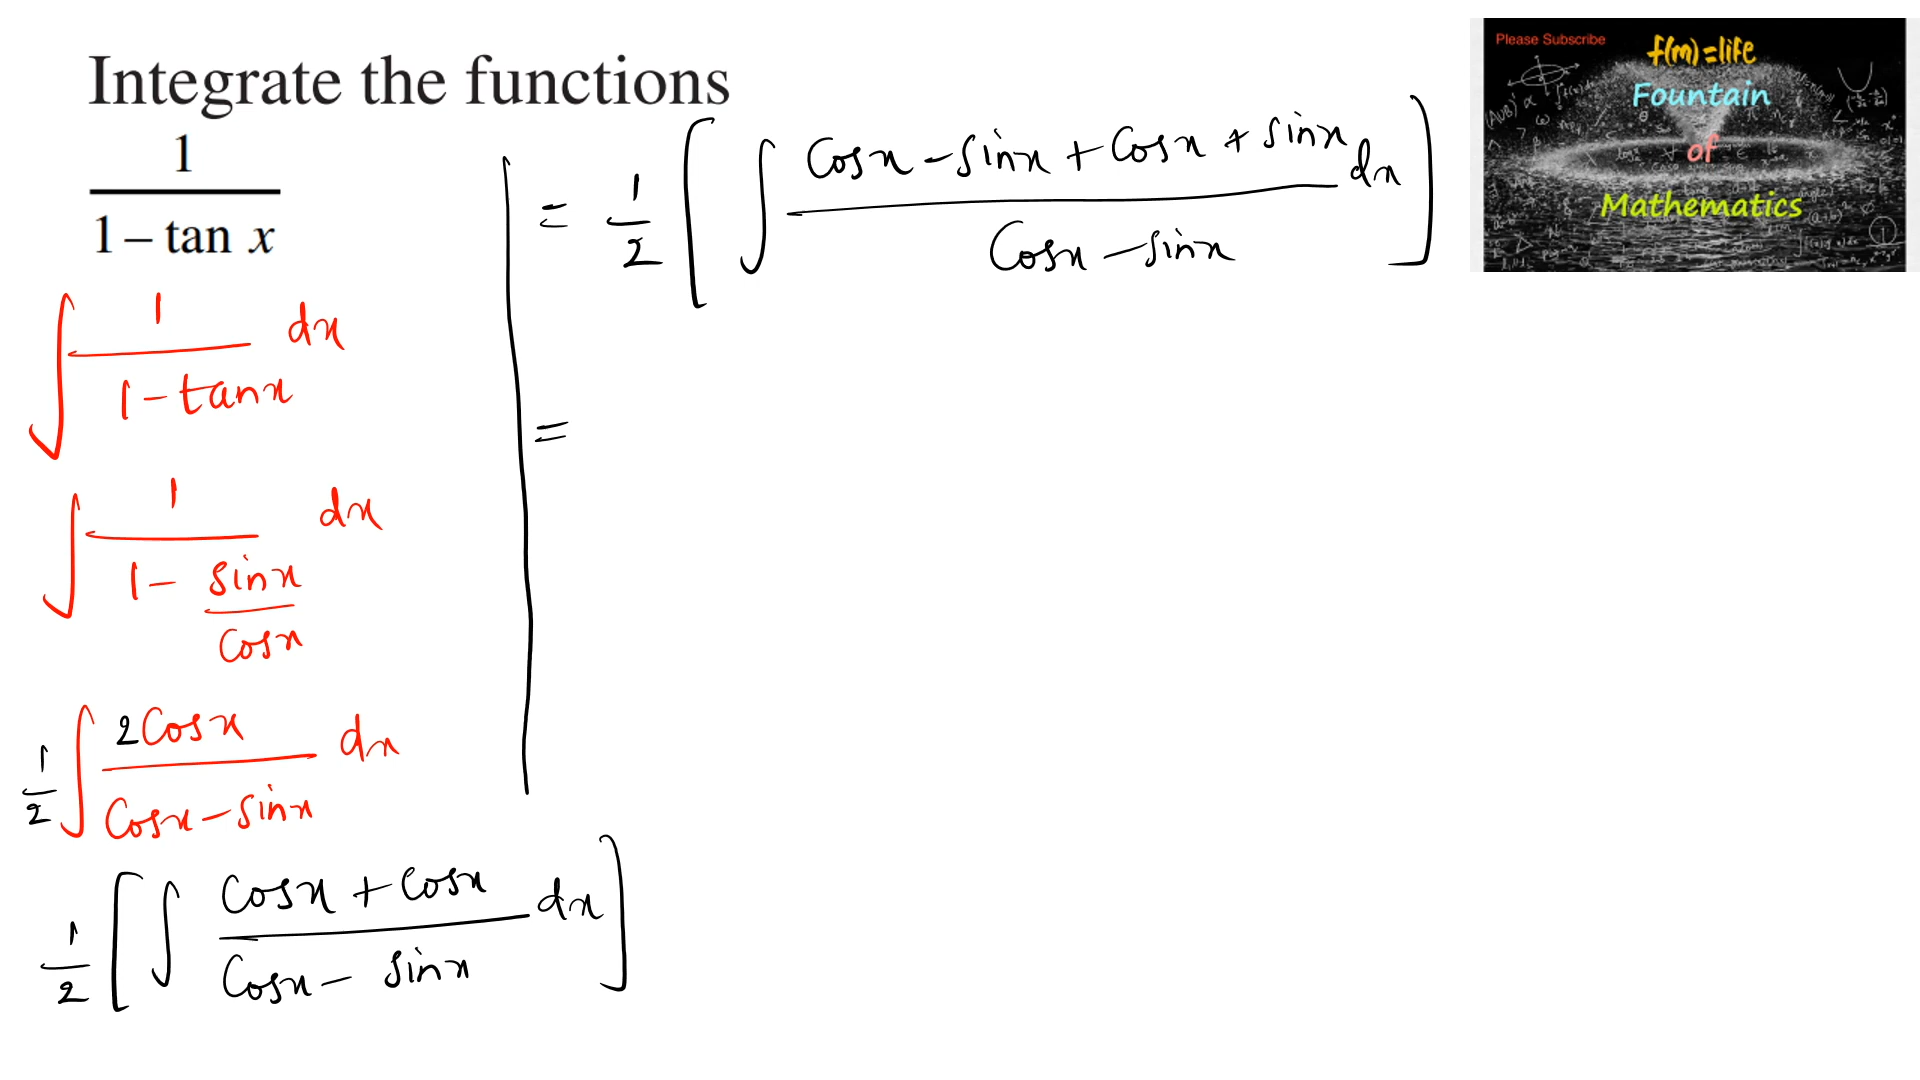 Integrate the functions
1
1 – tan x
∫ 1 dx
1 - tanx
∫ 1 dx
1 - sinx
cosx
1/2 ∫ 2cosx dx
cosx - sinx
1/2 [ ∫ cosx + cosx dx ]
cosx - sinx
= 1/2 [ ∫ cosx - sinx + cosx + sinx dx ]
cosx - sinx
=
Please Subscribe
f(m)=life
Fountain
of
Mathematics